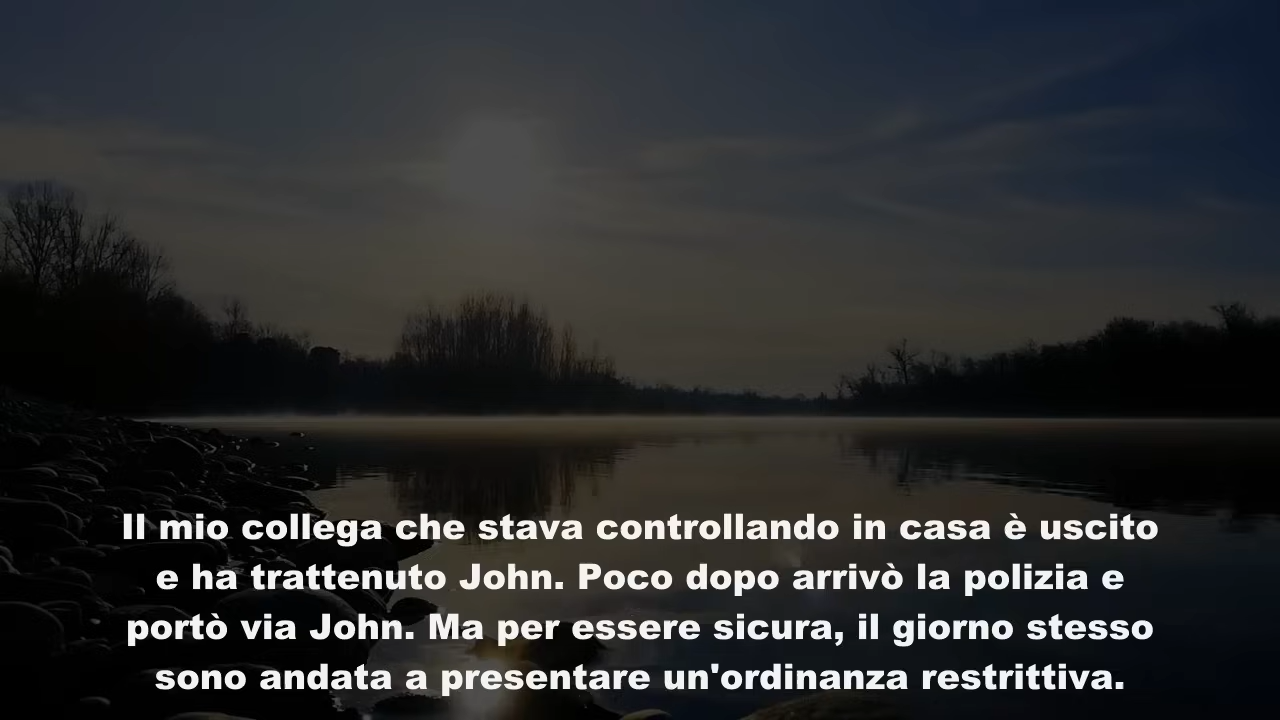 Il mio collega che stava controllando in casa è uscito
e ha trattenuto John. Poco dopo arrivò la polizia e
portò via John. Ma per essere sicura, il giorno stesso
sono andata a presentare un'ordinanza restrittiva.